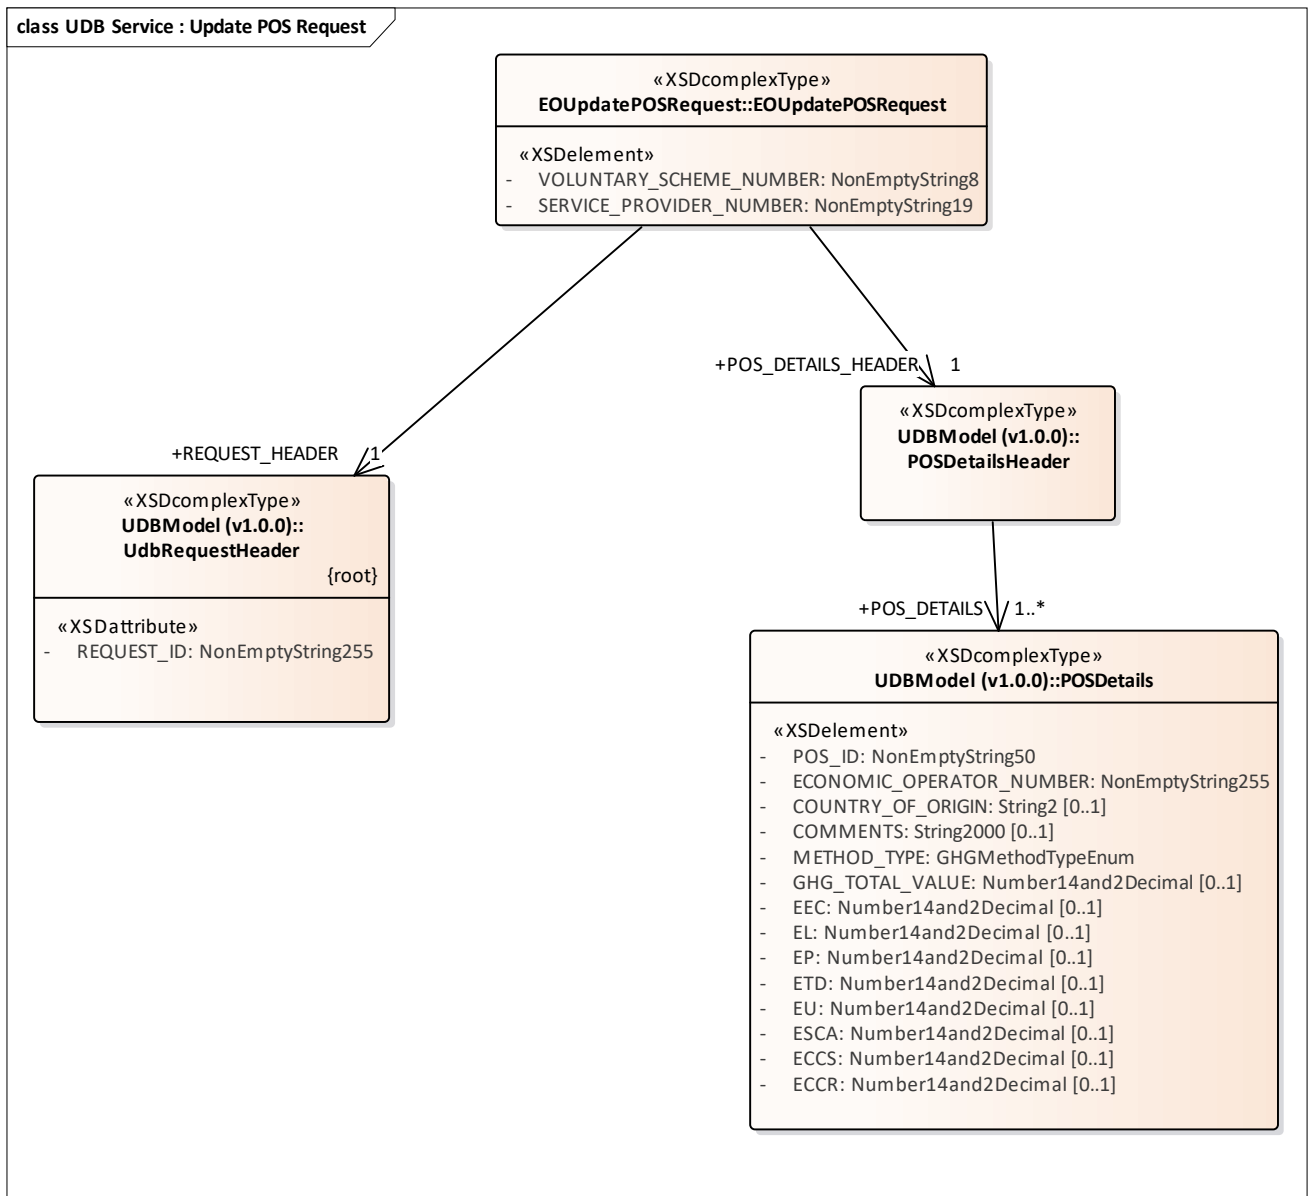 class UDB Service : Update POS Request
«XSDcomplexType»
EOUpdatePOSRequest::EOUpdatePOSRequest
«XSDelement»
- VOLUNTARY_SCHEME_NUMBER: NonEmptyString8
- SERVICE_PROVIDER_NUMBER: NonEmptyString19
+POS_DETAILS_HEADER 1
«XSDcomplexType»
UDBModel (v1.0.0)::
POSDetailsHeader
+REQUEST_HEADER 1
«XSDcomplexType»
UDBModel (v1.0.0)::
UdbRequestHeader
{root}
«XSDattribute»
- REQUEST_ID: NonEmptyString255
+POS_DETAILS 1..*
«XSDcomplexType»
UDBModel (v1.0.0)::POSDetails
«XSDelement»
- POS_ID: NonEmptyString50
- ECONOMIC_OPERATOR_NUMBER: NonEmptyString255
- COUNTRY_OF_ORIGIN: String2 [0..1]
- COMMENTS: String2000 [0..1]
- METHOD_TYPE: GHGMethodTypeEnum
- GHG_TOTAL_VALUE: Number14and2Decimal [0..1]
- EEC: Number14and2Decimal [0..1]
- EL: Number14and2Decimal [0..1]
- EP: Number14and2Decimal [0..1]
- ETD: Number14and2Decimal [0..1]
- EU: Number14and2Decimal [0..1]
- ESCA: Number14and2Decimal [0..1]
- ECCS: Number14and2Decimal [0..1]
- ECCR: Number14and2Decimal [0..1]